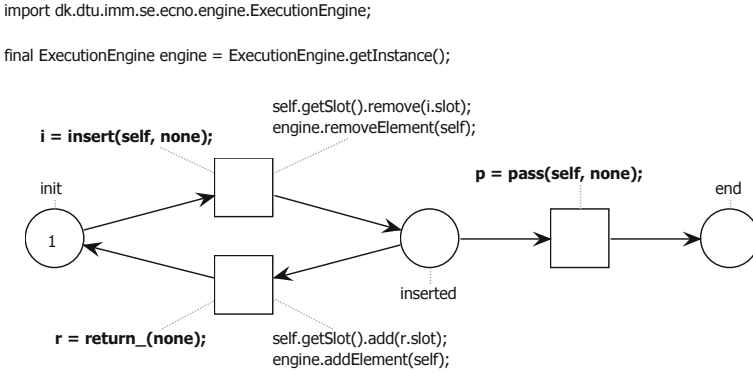 import dk.dtu.imm.se.ecno.engine.ExecutionEngine;
final ExecutionEngine engine = ExecutionEngine.getInstance();
self.getSlot().remove(i.slot);
engine.removeElement(self);
i = insert(self, none);
p = pass(self, none);
init
end
1
inserted
r = return_(none);
self.getSlot().add(r.slot);
engine.addElement(self);